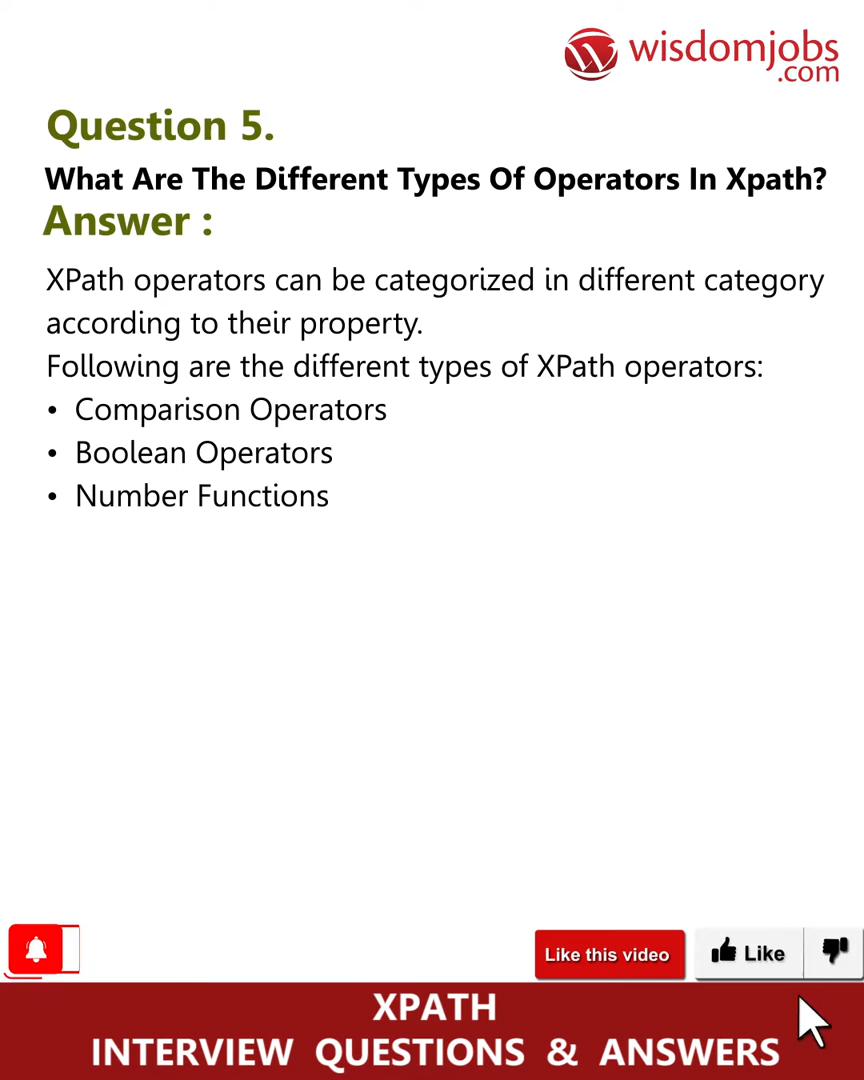 wisdomjobs
.com
Question 5.
What Are The Different Types Of Operators In Xpath?
Answer :
XPath operators can be categorized in different category
according to their property.
Following are the different types of XPath operators:
• Comparison Operators
• Boolean Operators
• Number Functions
Like this video
Like
XPATH
INTERVIEW QUESTIONS & ANSWERS